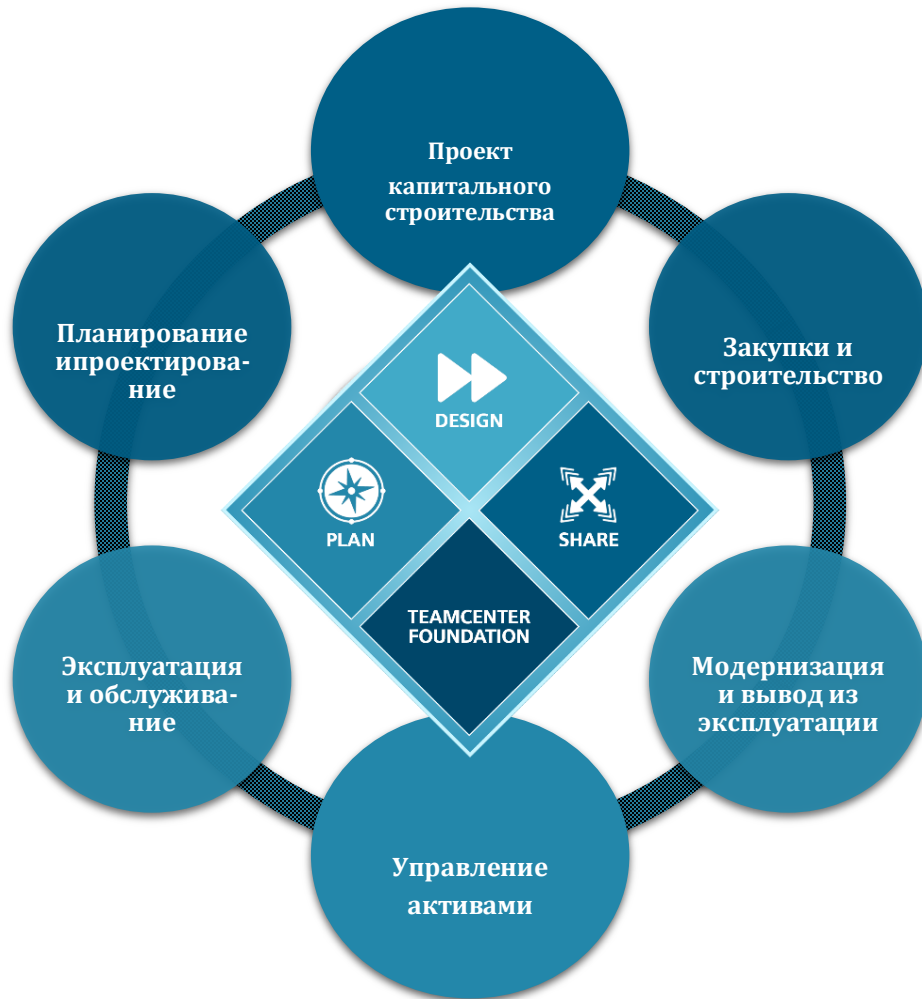 Проект
капитального
строительства
Планирование
ипроектирова-
ние
Закупки и
строительство
DESIGN
PLAN
SHARE
TEAMCENTER
FOUNDATION
Эксплуатация
и обслужива-
ние
Модернизация
и вывод из
эксплуатации
Управление
активами